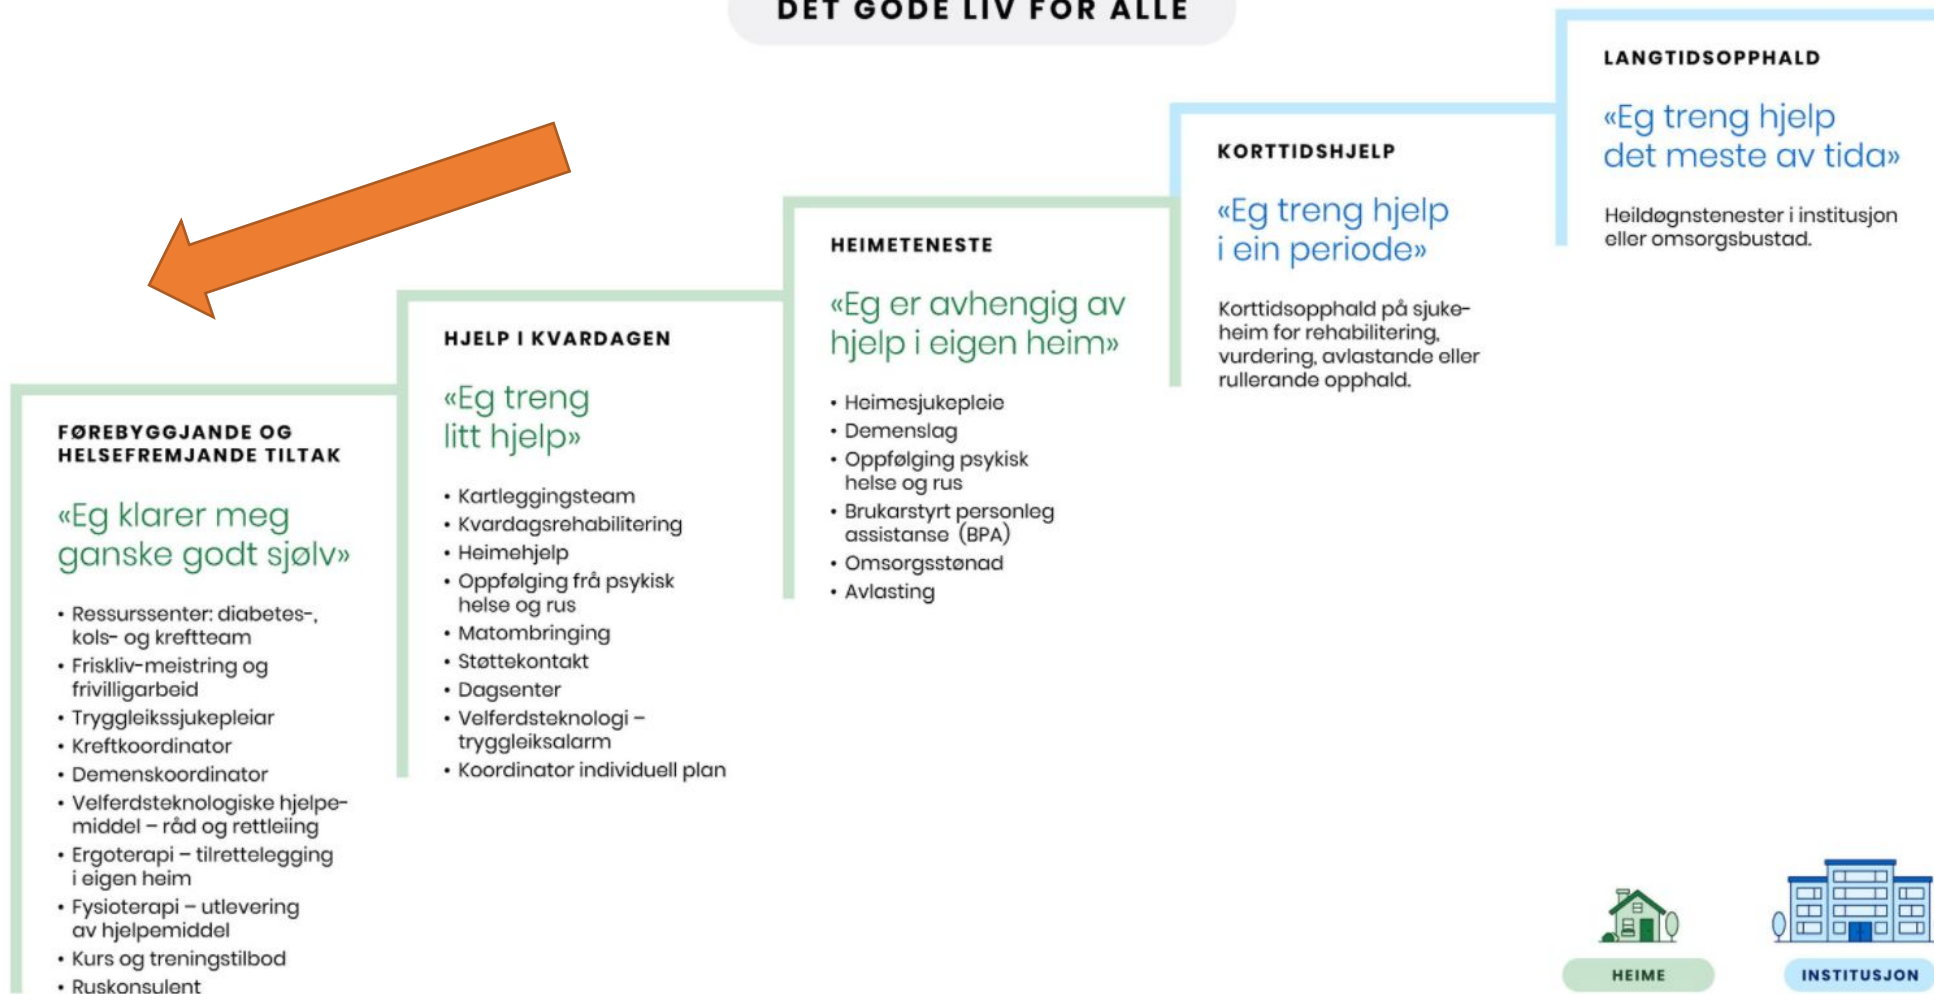 DET GODE LIV FOR ALLE
FØREBYGGJANDE OG
HELSEFREMJANDE TILTAK
«Eg klarer meg
ganske godt sjølv»
• Ressurssenter: diabetes-,
kols- og kreftteam
• Friskliv-meistring og
frivilligarbeid
• Tryggleikssjukepleiar
• Kreftkoordinator
• Demenskoordinator
• Velferdsteknologiske hjelpe-
middel – råd og rettleiing
• Ergoterapi – tilrettelegging
i eigen heim
• Fysioterapi – utlevering
av hjelpemiddel
• Kurs og treningstilbod
• Ruskonsulent
HJELP I KVARDAGEN
«Eg treng
litt hjelp»
• Kartleggingsteam
• Kvardagsrehabilitering
• Heimehjelp
• Oppfølging frå psykisk
helse og rus
• Matombringing
• Støttekontakt
• Dagsenter
• Velferdsteknologi –
tryggleiksalarm
• Koordinator individuell plan
HEIMETENESTE
«Eg er avhengig av
hjelp i eigen heim»
• Heimesjukepleie
• Demenslag
• Oppfølging psykisk
helse og rus
• Brukarstyrt personleg
assistanse (BPA)
• Omsorgsstønad
• Avlasting
KORTTIDSHJELP
«Eg treng hjelp
i ein periode»
Korttidsopphald på sjuke-
heim for rehabilitering,
vurdering, avlastande eller
rullerande opphald.
LANGTIDSOPPHALD
«Eg treng hjelp
det meste av tida»
Heildøgnstenester i institusjon
eller omsorgsbustad.
HEIME
INSTITUSJON